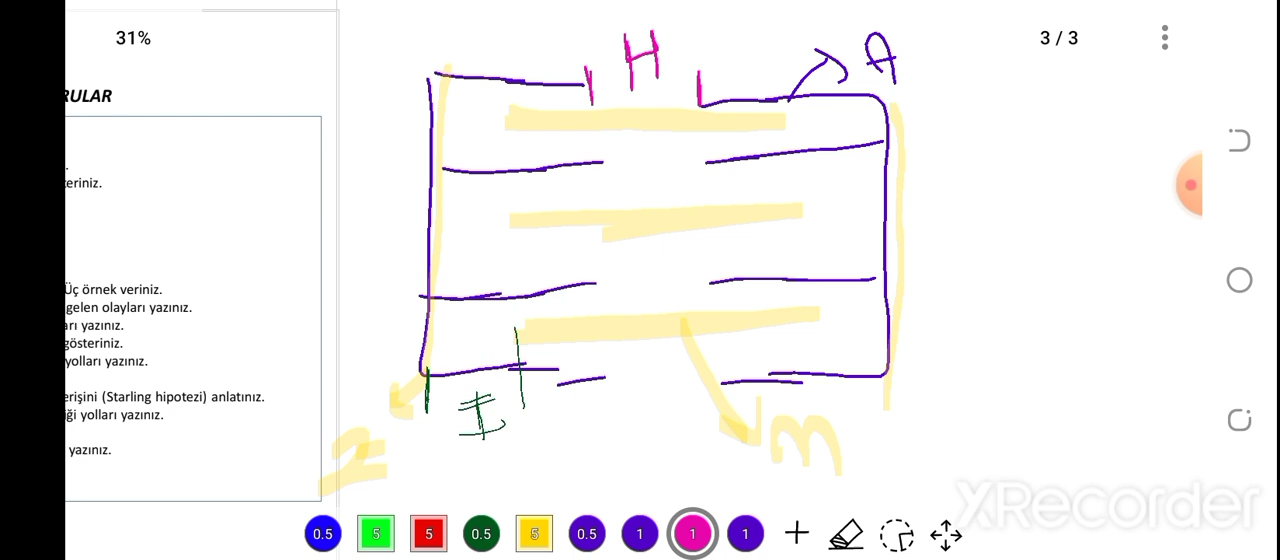 31%
3 / 3
H
A
RULAR
.
teriniz.
Üç örnek veriniz.
gelen olayları yazınız.
arı yazınız.
gösteriniz.
yolları yazınız.
erişini (Starling hipotezi) anlatınız.
ği yolları yazınız.
yazınız.
I
2
3
XRecorder
0.5
5
5
0.5
5
0.5
1
1
1